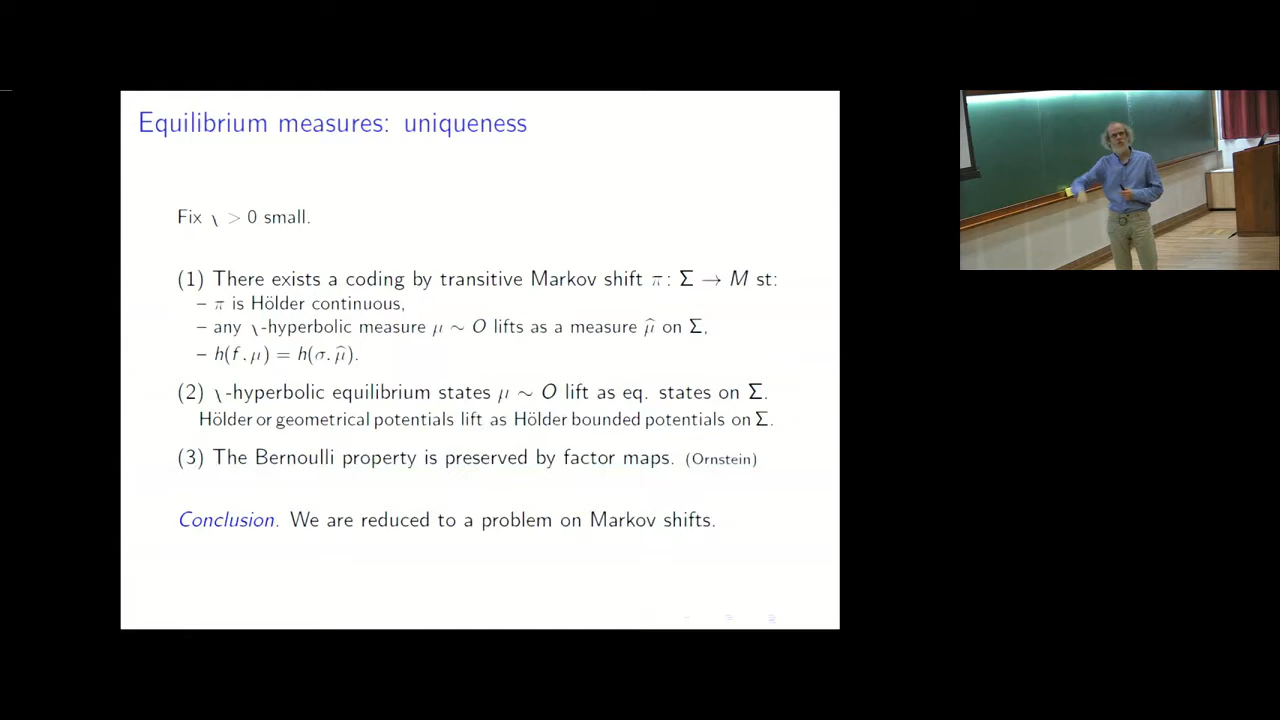 Equilibrium measures: uniqueness
Fix \ > 0 small.
(1) There exists a coding by transitive Markov shift π: Σ → M st:
– π is Hölder continuous,
– any \-hyperbolic measure μ ~ O lifts as a measure μ̂ on Σ,
– h(f, μ) = h(σ, μ̂).
(2) \-hyperbolic equilibrium states μ ~ O lift as eq. states on Σ.
Hölder or geometrical potentials lift as Hölder bounded potentials on Σ.
(3) The Bernoulli property is preserved by factor maps. (Ornstein)
Conclusion. We are reduced to a problem on Markov shifts.